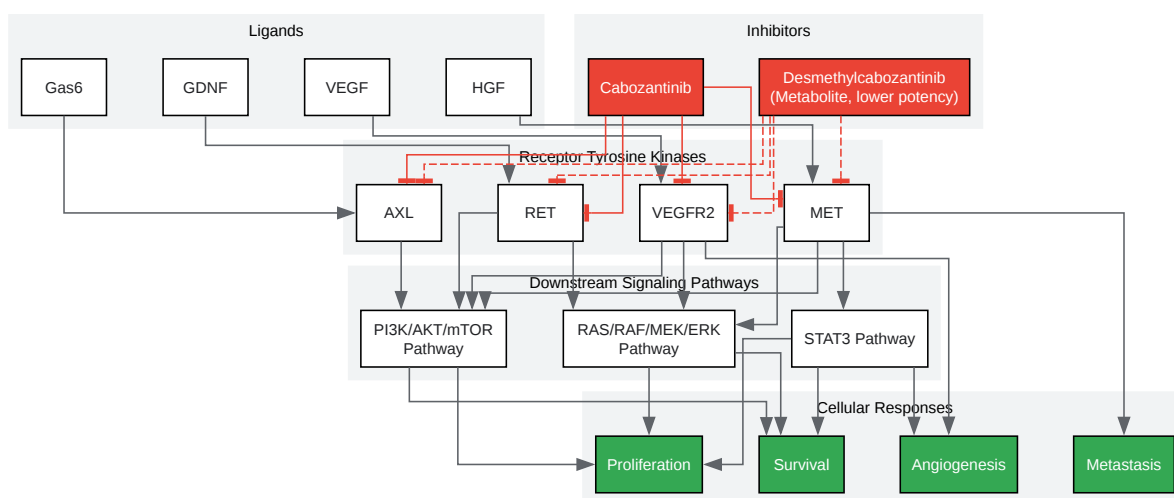 Ligands
Inhibitors
Gas6
GDNF
VEGF
HGF
Cabozantinib
Desmethylcabozantinib
(Metabolite, lower potency)
Receptor Tyrosine Kinases
AXL
RET
VEGFR2
MET
Downstream Signaling Pathways
PI3K/AKT/mTOR
Pathway
RAS/RAF/MEK/ERK
Pathway
STAT3 Pathway
Cellular Responses
Proliferation
Survival
Angiogenesis
Metastasis